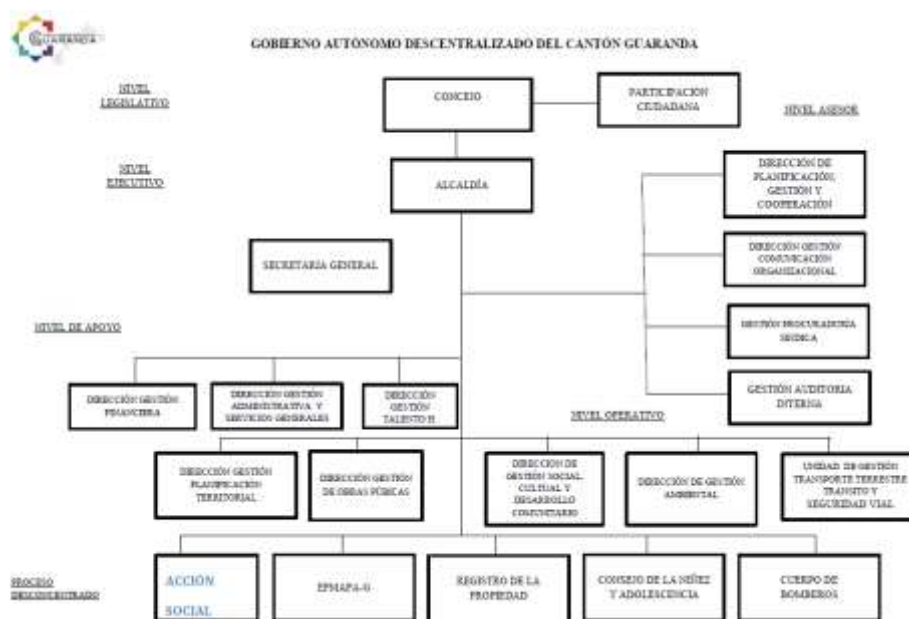 GUARANDA
GOBIERNO AUTÓNOMO DESCENTRALIZADO DEL CANTÓN GUARANDA
NIVEL
LEGISLATIVO
CONCEJO
PARTICIPACIÓN
CIUDADANA
NIVEL ASESOR
NIVEL
EJECUTIVO
ALCALDÍA
DIRECCIÓN DE
PLANIFICACIÓN,
GESTIÓN Y
COOPERACIÓN
SECRETARIA GENERAL
DIRECCIÓN GESTIÓN
COMUNICACIÓN
ORGANIZACIONAL
NIVEL DE APOYO
GESTIÓN PROCURADURÍA
SINDICA
DIRECCIÓN GESTIÓN
FINANCIERA
DIRECCIÓN GESTIÓN
ADMINISTRATIVA Y
SERVICIOS GENERALES
DIRECCIÓN
GESTIÓN
TALENTO H
GESTIÓN AUDITORIA
INTERNA
NIVEL OPERATIVO
DIRECCIÓN GESTIÓN
PLANIFICACIÓN
TERRITORIAL
DIRECCIÓN GESTIÓN
DE OBRAS PÚBICAS
DIRECCIÓN DE
GESTIÓN SOCIAL,
CULTURAL Y
DESARROLLO
COMUNITARIO
DIRECCIÓN DE GESTIÓN
AMBIENTAL
UNIDAD DE GESTIÓN
TRANSPORTE TERRESTRE
TRANSITO Y
SEGURIDAD VIAL
PROCESO
DESCONCENTRADO
ACCIÓN
SOCIAL
EPMAPA-G
REGISTRO DE LA
PROPIEDAD
CONSEJO DE LA NIÑEZ
Y ADOLESCENCIA
CUERPO DE
BOMBEROS